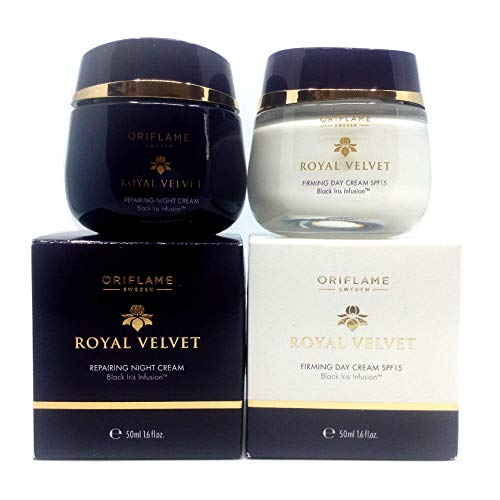 ORIFLAME
SWEDEN
ROYAL VELVET
REPAIRING NIGHT CREAM
Black Iris Infusion™
ORIFLAME
SWEDEN
ROYAL VELVET
FIRMING DAY CREAM SPF15
Black Iris Infusion™
ORIFLAME
SWEDEN
ROYAL VELVET
REPAIRING NIGHT CREAM
Black Iris Infusion™
℮ 50ml 1.6 fl.oz.
ORIFLAME
SWEDEN
ROYAL VELVET
FIRMING DAY CREAM SPF15
Black Iris Infusion™
℮ 50ml 1.6 fl.oz.